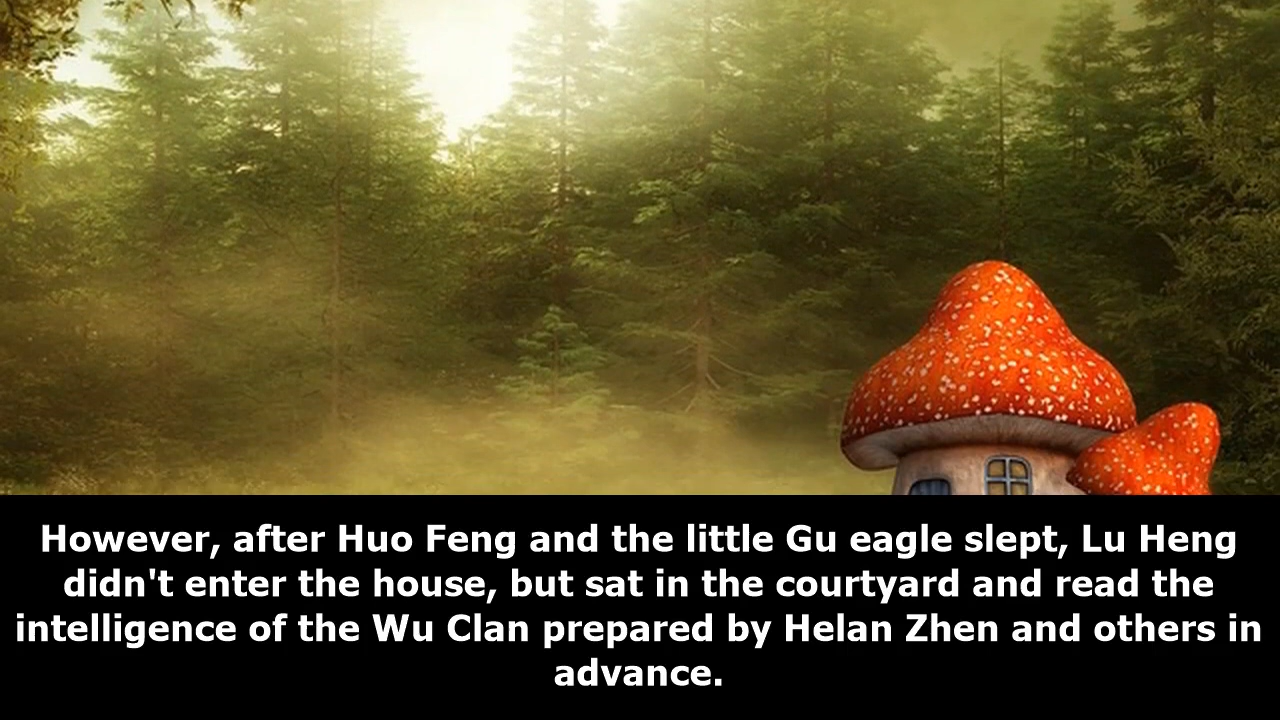 However, after Huo Feng and the little Gu eagle slept, Lu Heng
didn't enter the house, but sat in the courtyard and read the
intelligence of the Wu Clan prepared by Helan Zhen and others in
advance.